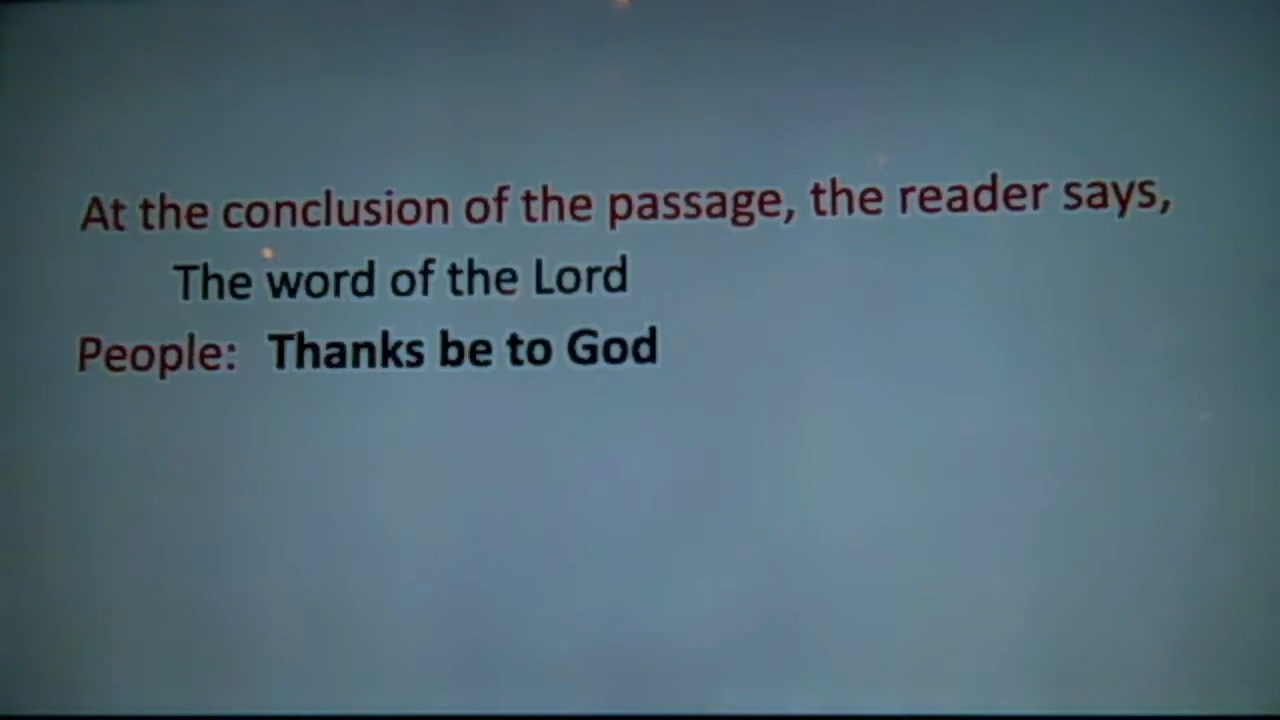 At the conclusion of the passage, the reader says,
The word of the Lord
People: Thanks be to God